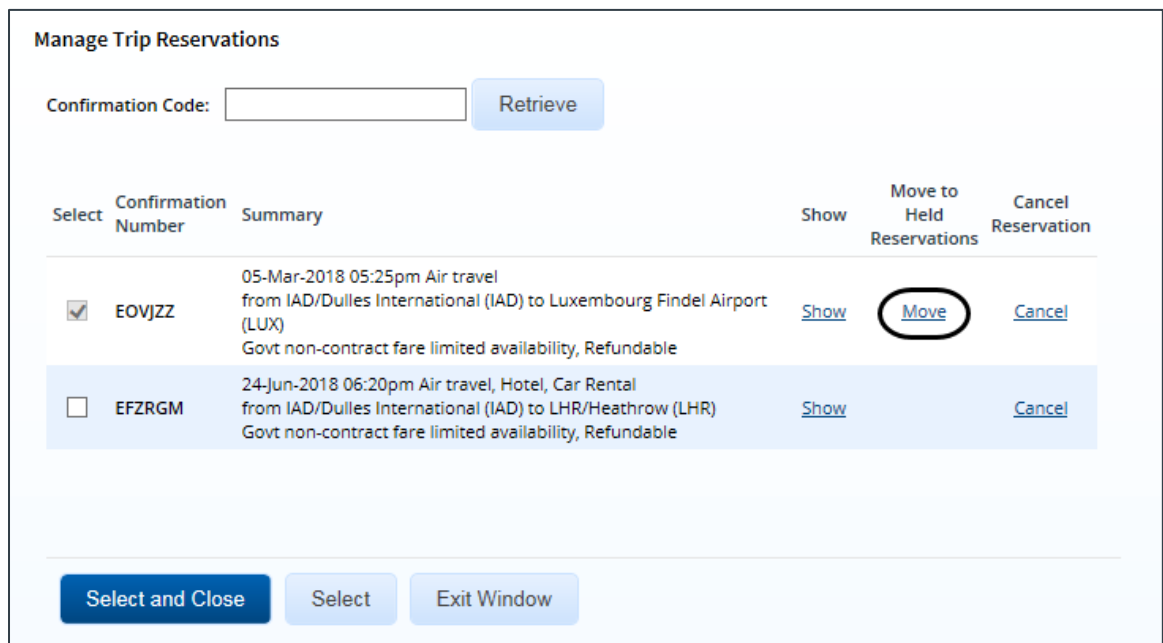 Manage Trip Reservations
Confirmation Code: Retrieve
Select Confirmation Number Summary Show Move to Held Reservations Cancel Reservation
EOVJZZ
05-Mar-2018 05:25pm Air travel
from IAD/Dulles International (IAD) to Luxembourg Findel Airport
(LUX)
Govt non-contract fare limited availability, Refundable
Show Move Cancel
EFZRGM
24-Jun-2018 06:20pm Air travel, Hotel, Car Rental
from IAD/Dulles International (IAD) to LHR/Heathrow (LHR)
Govt non-contract fare limited availability, Refundable
Show Cancel
Select and Close Select Exit Window